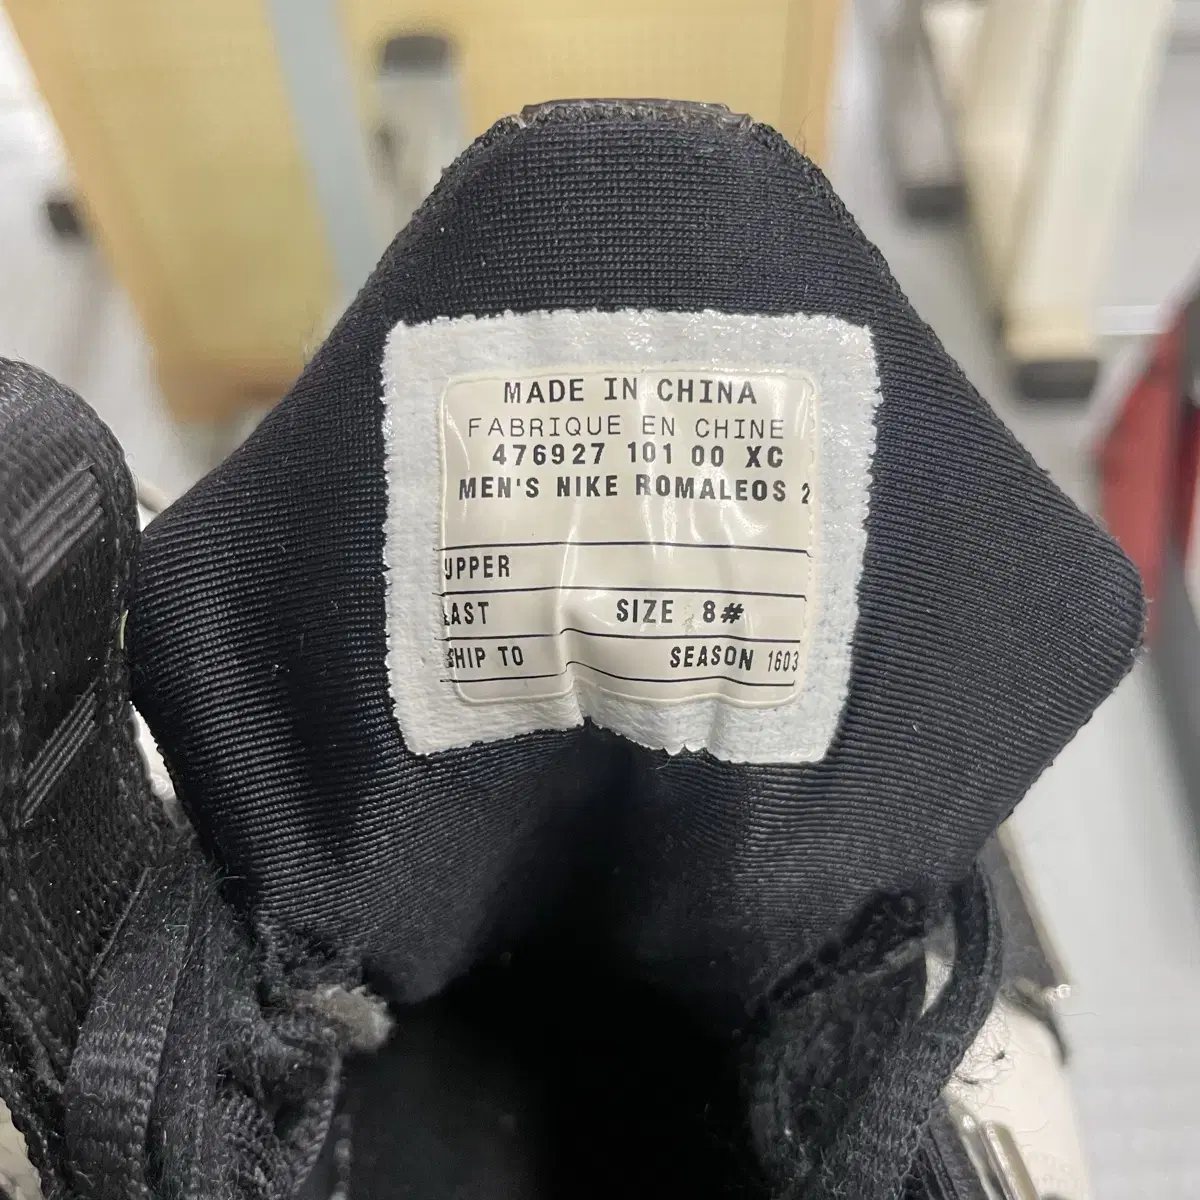 MADE IN CHINA
FABRIQUE EN CHINE
476927 101 00 XC
MEN'S NIKE ROMALEOS 2
UPPER
LAST SIZE 8#
SHIP TO SEASON 1603